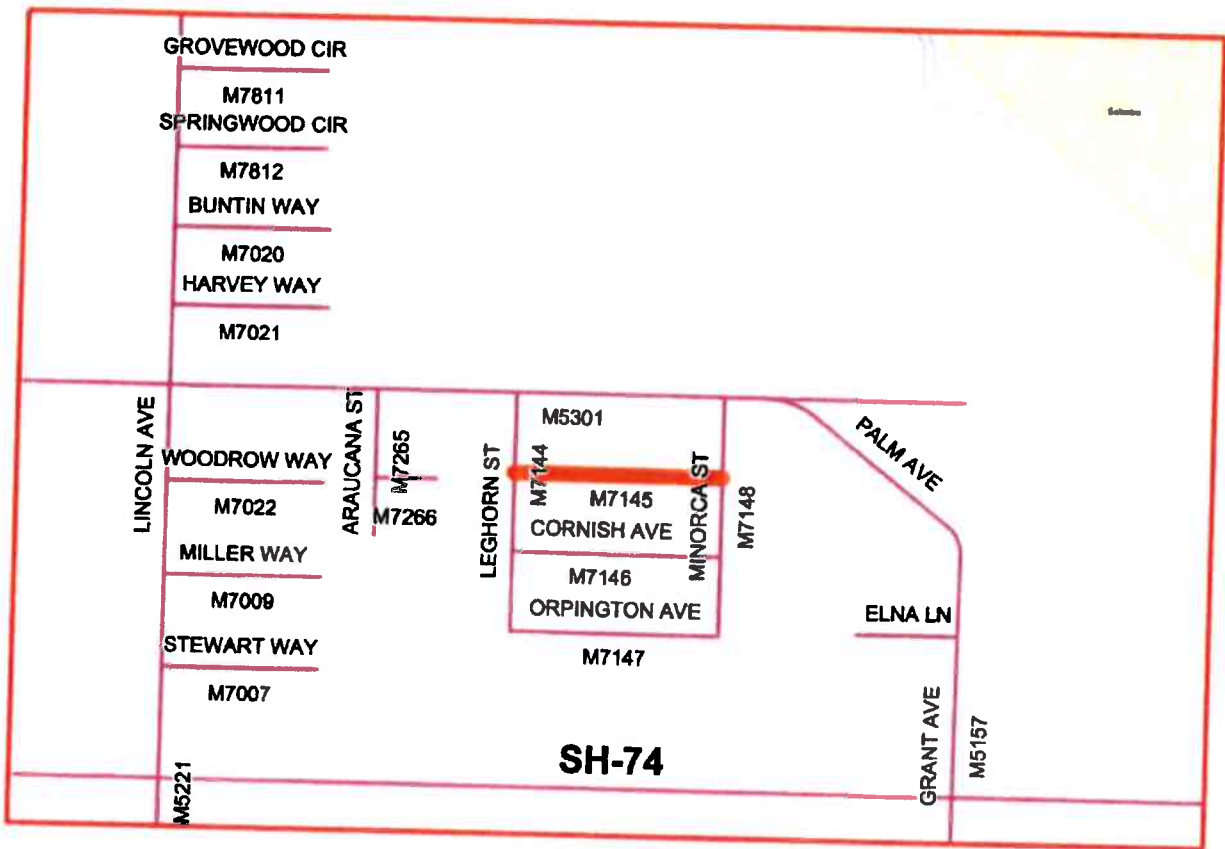 GROVEWOOD CIR
M7811
SPRINGWOOD CIR
M7812
BUNTIN WAY
M7020
HARVEY WAY
M7021
LINCOLN AVE
WOODROW WAY
M7022
MILLER WAY
M7009
STEWART WAY
M7007
M5221
ARAUCANA ST
M7265
M7266
LEGHORN ST
M7144
M5301
M7145
CORNISH AVE
M7146
ORPINGTON AVE
M7147
MINORCA ST
M7148
PALM AVE
ELNA LN
GRANT AVE
M5157
SH-74